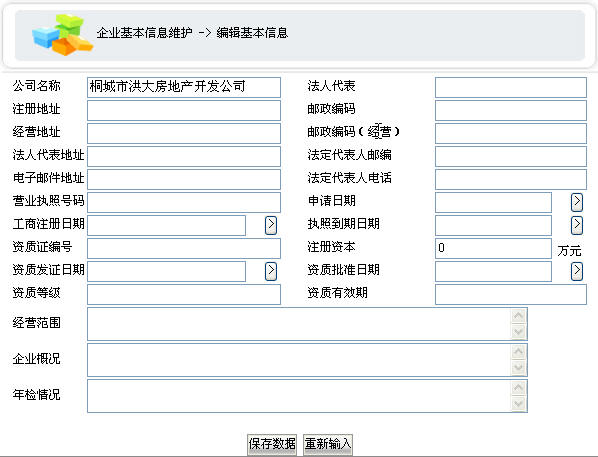 企业基本信息维护 -> 编辑基本信息
公司名称 桐城市洪大房地产开发公司 法人代表
注册地址 邮政编码
经营地址 邮政编码（经营）
法人代表地址 法定代表人邮编
电子邮件地址 法定代表人电话
营业执照号码 申请日期 >
工商注册日期 > 执照到期日期 >
资质证编号 注册资本 0 万元
资质发证日期 > 资质批准日期 >
资质等级 资质有效期
经营范围
企业概况
年检情况
保存数据 重新输入